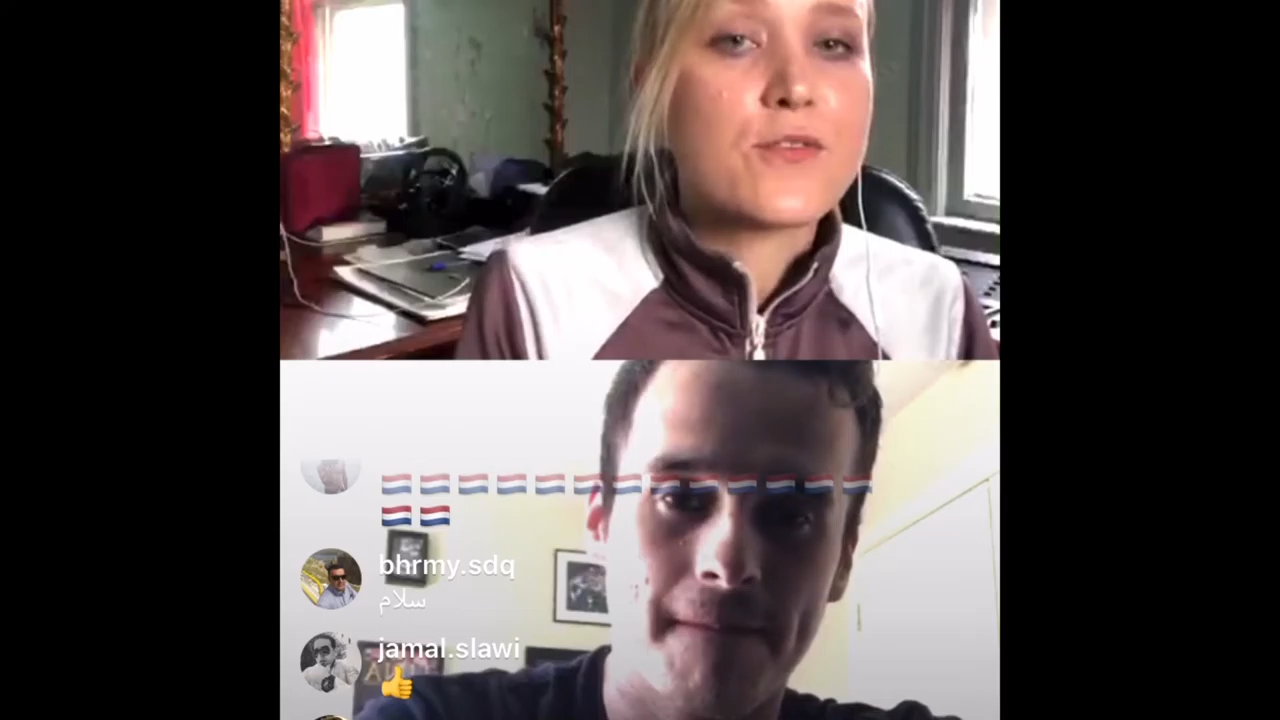 🇳🇱🇳🇱🇳🇱🇳🇱🇳🇱🇳🇱🇳🇱🇳🇱🇳🇱🇳🇱🇳🇱🇳🇱🇳🇱
🇳🇱🇳🇱
bhrmy.sdq
سلام
jamal.slawi
👍